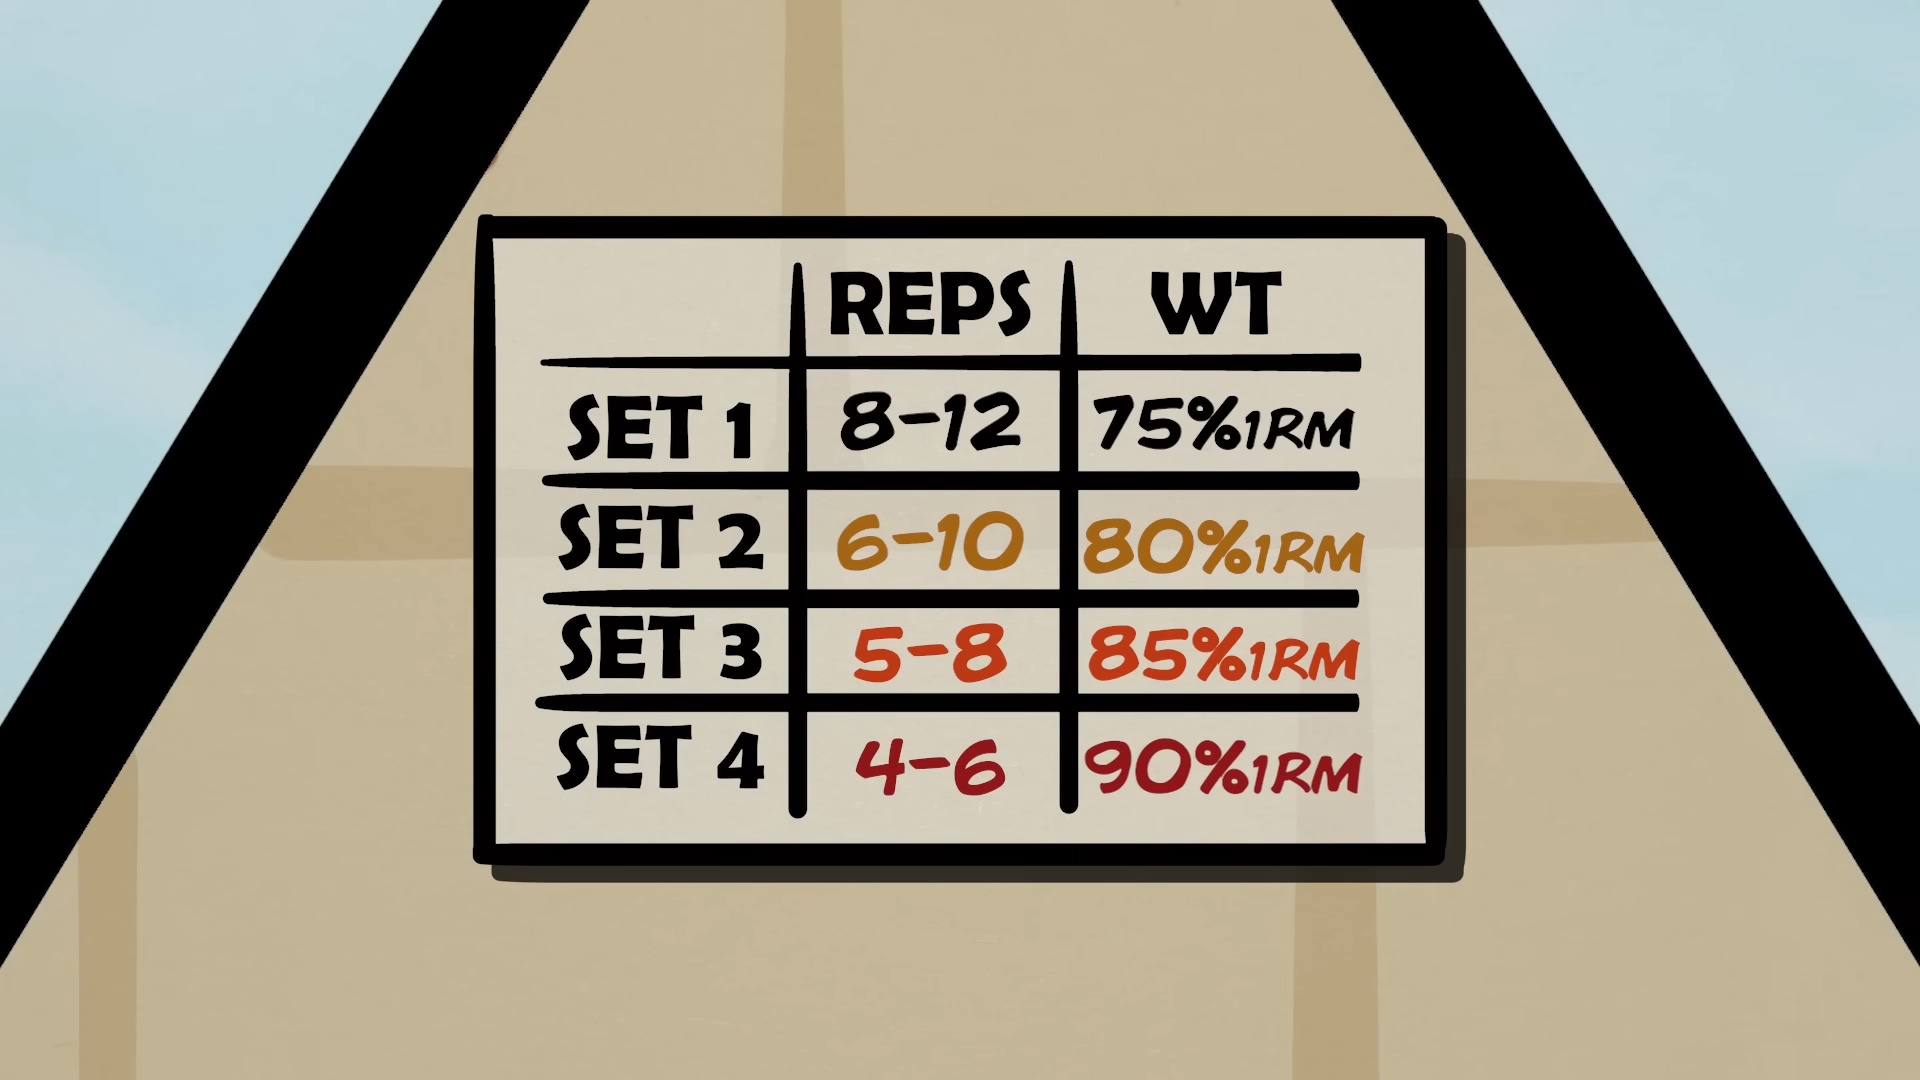 REPS WT
SET 1 8-12 75%1RM
SET 2 6-10 80%1RM
SET 3 5-8 85%1RM
SET 4 4-6 90%1RM